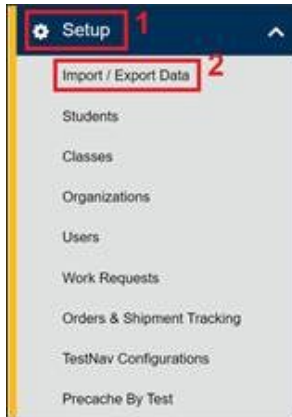 Setup 1
Import / Export Data 2
Students
Classes
Organizations
Users
Work Requests
Orders & Shipment Tracking
TestNav Configurations
Precache By Test